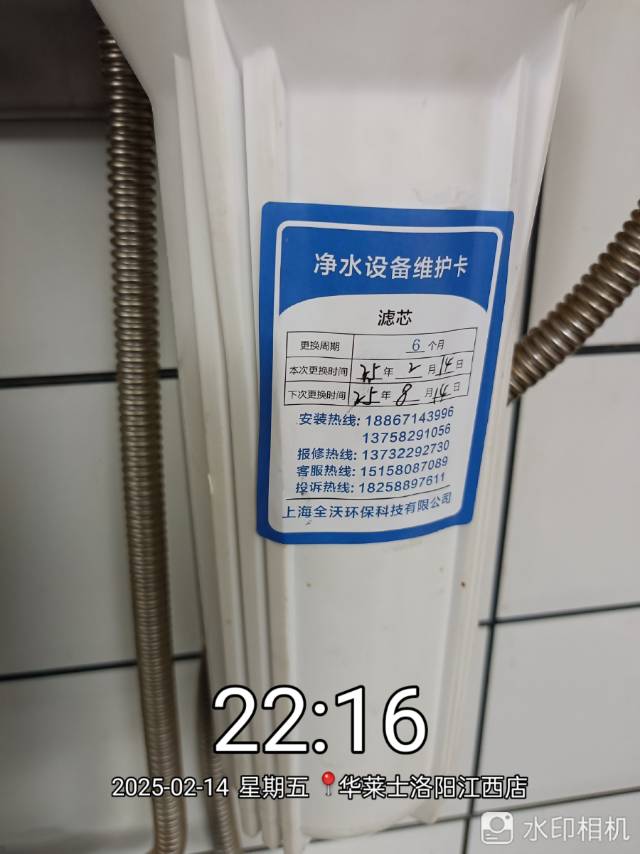 净水设备维护卡
滤芯
更换周期 6 个月
本次更换时间 25 年 2 月 14 日
下次更换时间 25 年 8 月 14 日
安装热线: 18867143996
13758291056
报修热线: 13732292730
客服热线: 15158087089
投诉热线: 18258897611
上海全沃环保科技有限公司
22:16
2025-02-14 星期五 📍华莱士洛阳江西店
水印相机